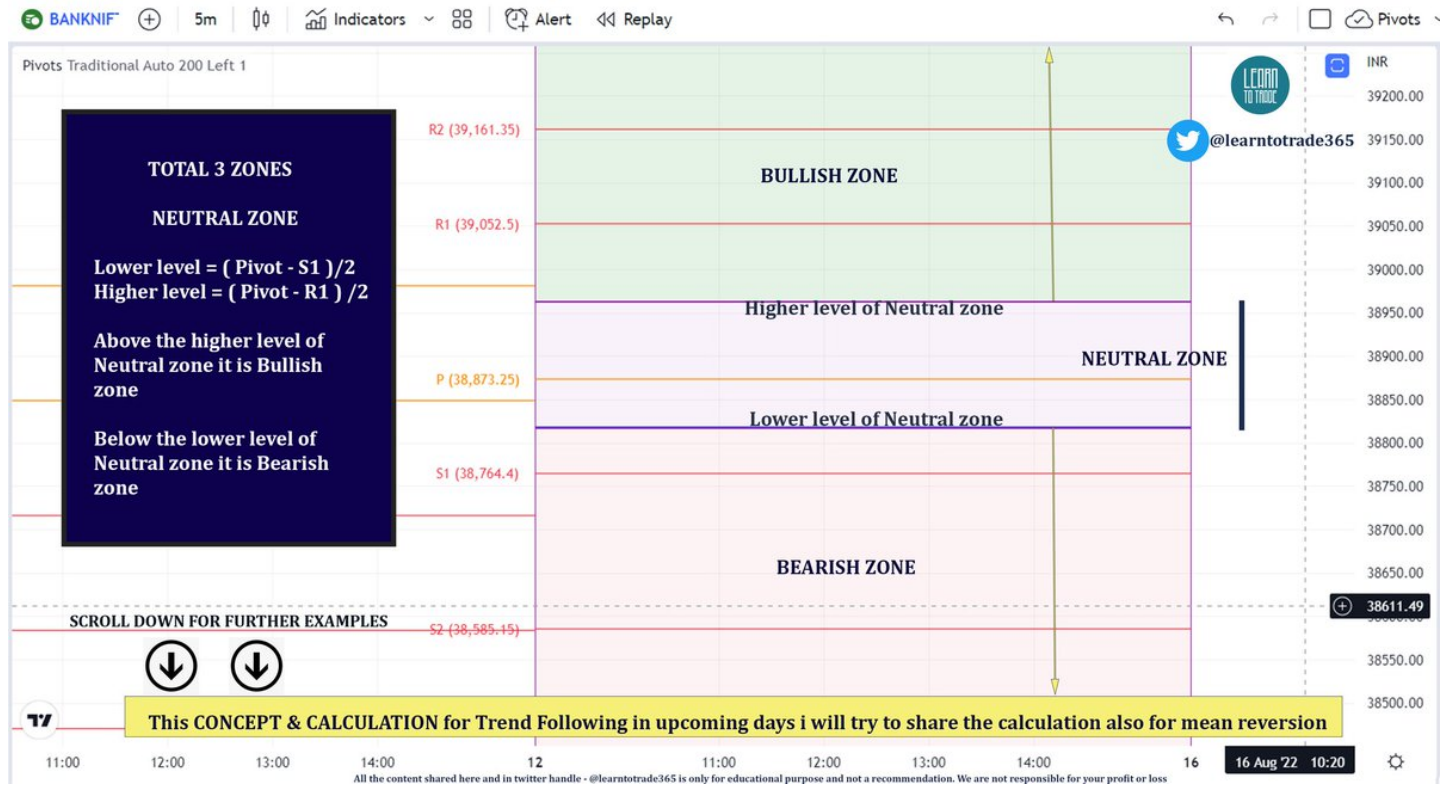 BANKNIF
5m
Indicators
Alert
Replay
Pivots
Pivots Traditional Auto 200 Left 1
INR
LEARN
TO TRADE
@learntotrade365
TOTAL 3 ZONES
NEUTRAL ZONE
Lower level = ( Pivot - S1 )/2
Higher level = ( Pivot - R1 ) /2
Above the higher level of
Neutral zone it is Bullish
zone
Below the lower level of
Neutral zone it is Bearish
zone
R2 (39,161.35)
R1 (39,052.5)
P (38,873.25)
S1 (38,764.4)
S2 (38,585.15)
BULLISH ZONE
Higher level of Neutral zone
NEUTRAL ZONE
Lower level of Neutral zone
BEARISH ZONE
39200.00
39150.00
39100.00
39050.00
39000.00
38950.00
38900.00
38850.00
38800.00
38750.00
38700.00
38650.00
38611.49
38550.00
38500.00
SCROLL DOWN FOR FURTHER EXAMPLES
This CONCEPT & CALCULATION for Trend Following in upcoming days i will try to share the calculation also for mean reversion
11:00 12:00 13:00 14:00 12 11:00 12:00 13:00 14:00 16 16 Aug '22 10:20
All the content shared here and in twitter handle - @learntotrade365 is only for educational purpose and not a recommendation. We are not responsible for your profit or loss